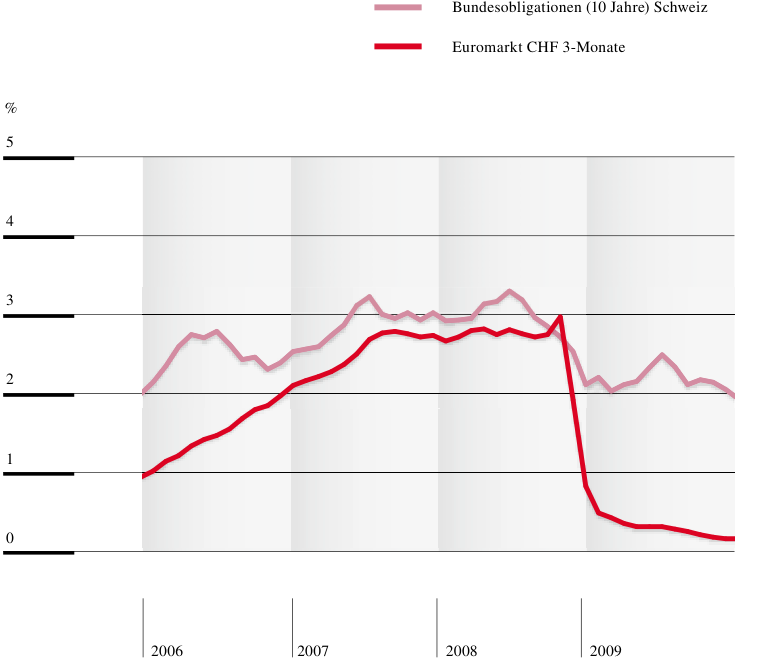 Bundesobligationen (10 Jahre) Schweiz
Euromarkt CHF 3-Monate
%
5
4
3
2
1
0
2006 2007 2008 2009